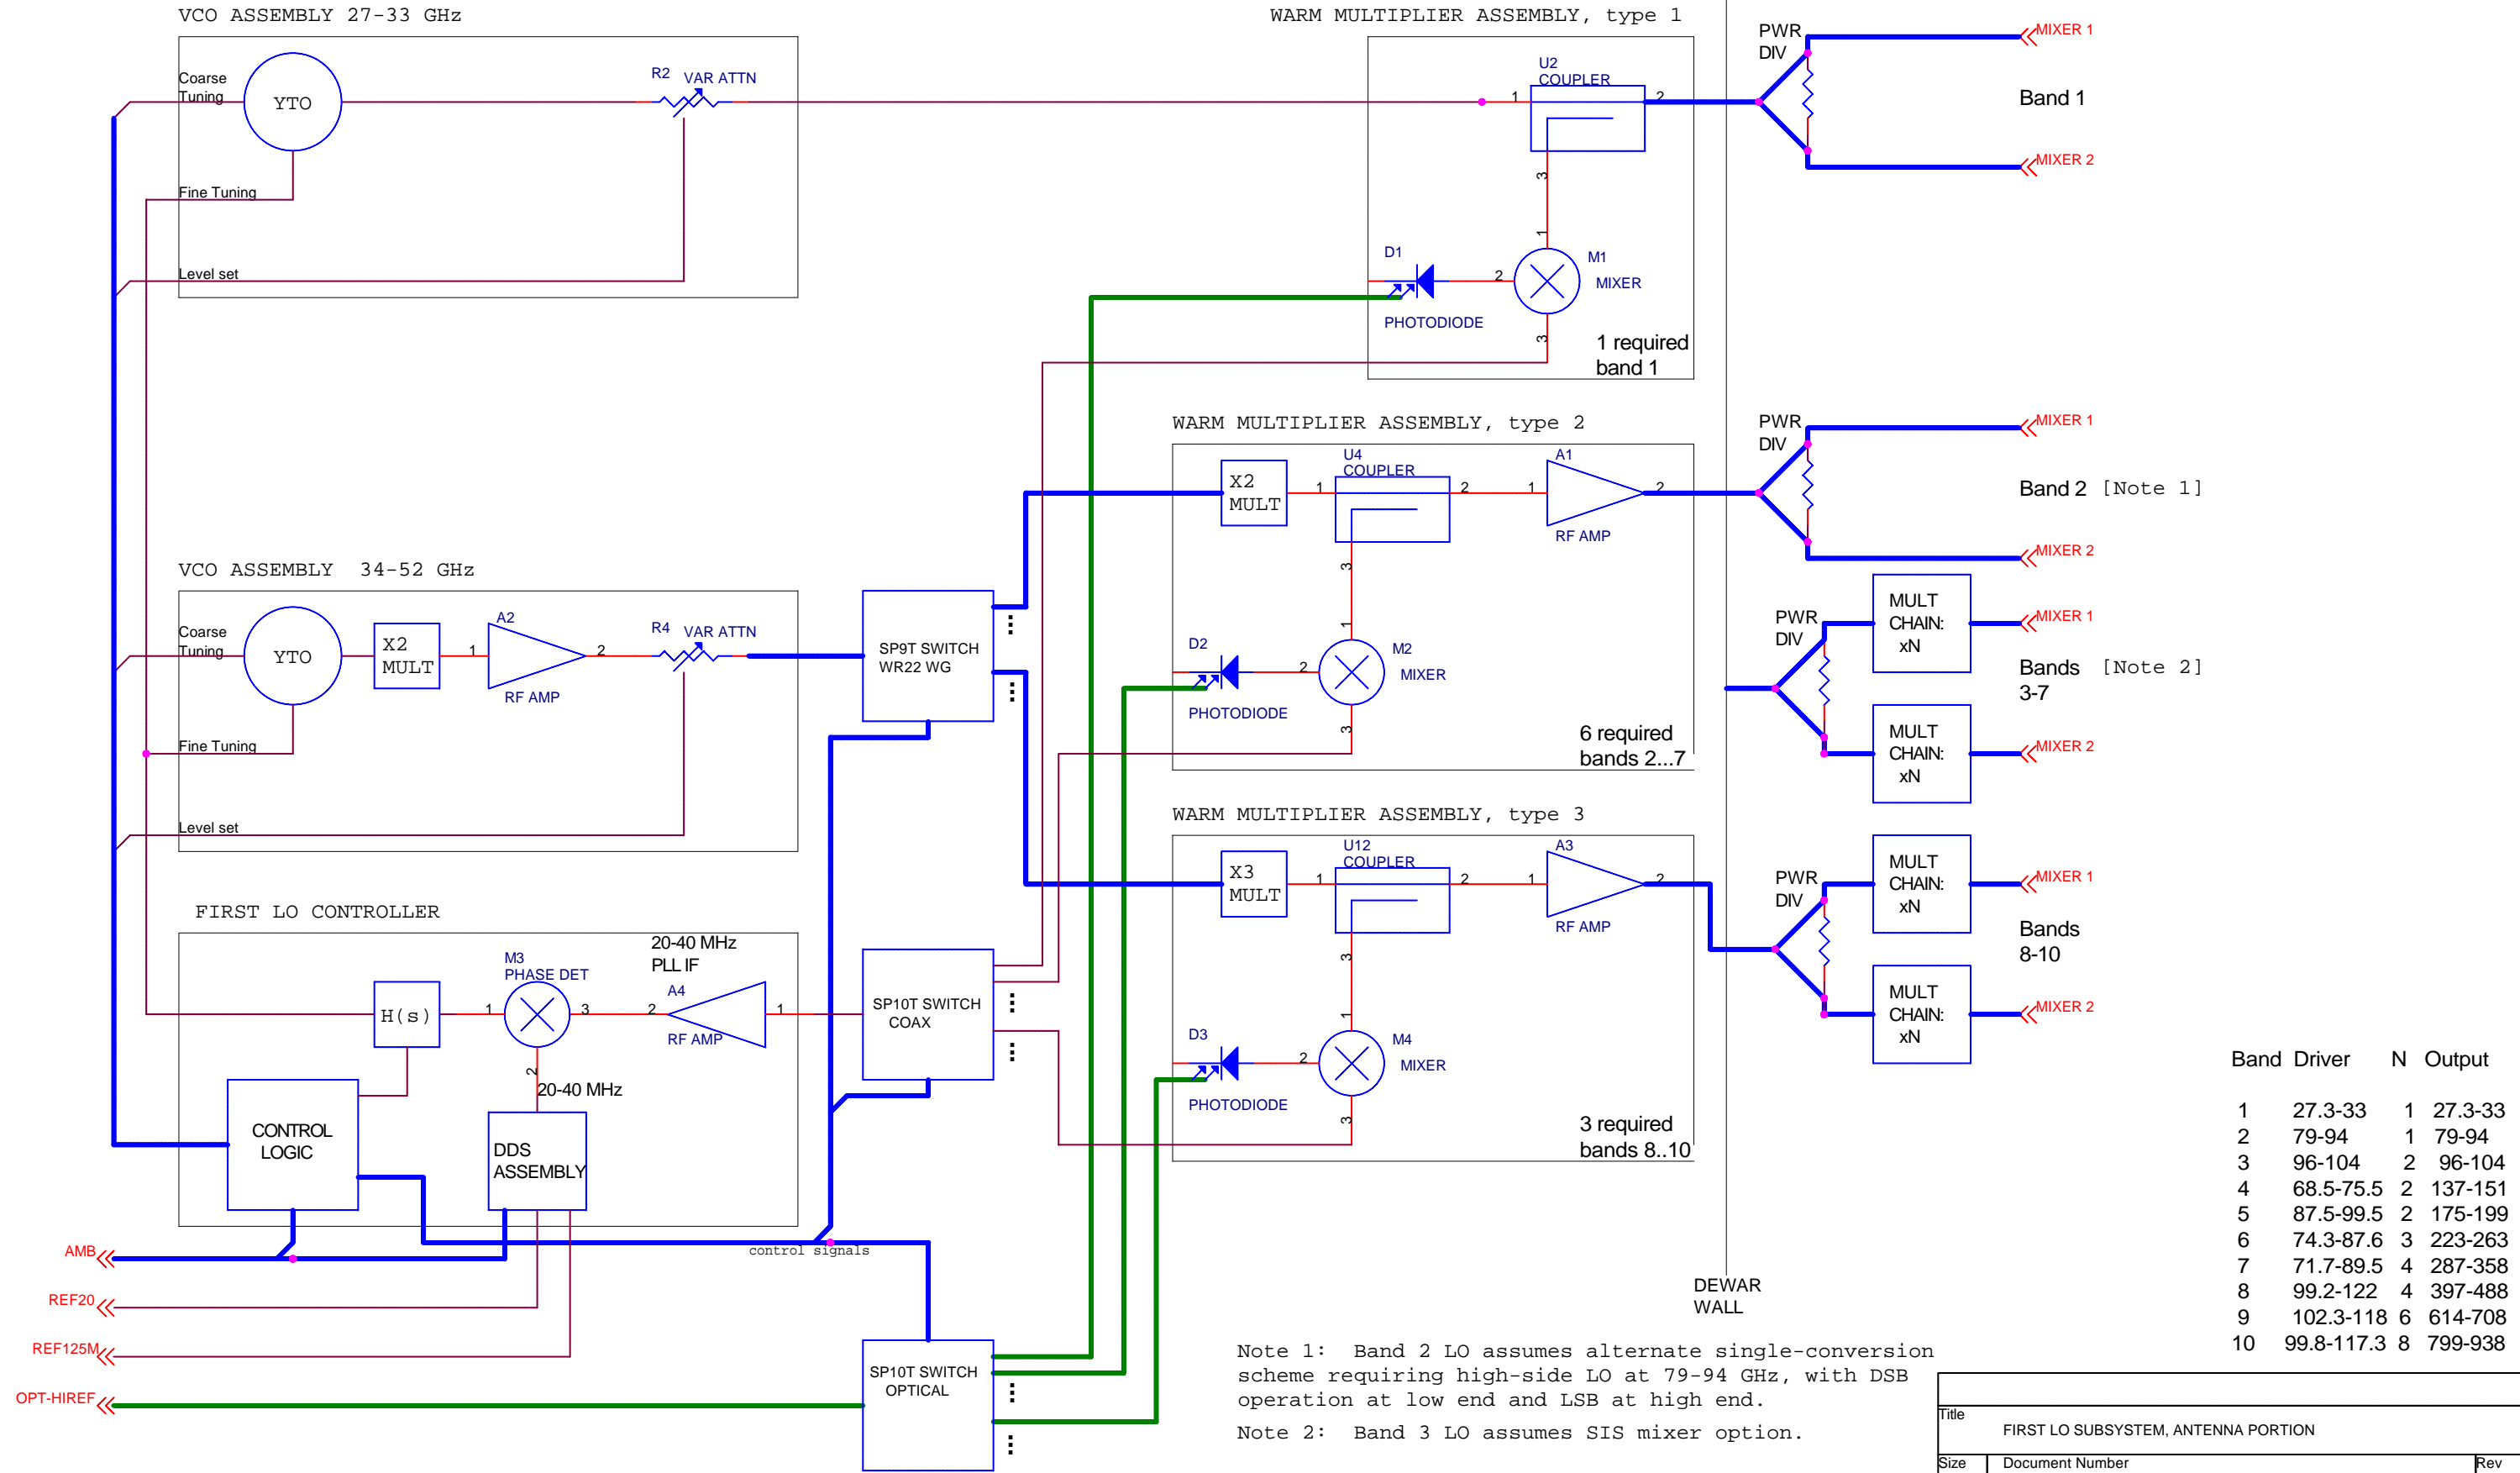 VCO ASSEMBLY 27-33 GHz
Coarse
Tuning
YTO
R2
VAR ATTN
Fine Tuning
Level set
WARM MULTIPLIER ASSEMBLY, type 1
U2
COUPLER
1
2
3
1
D1
2
M1
MIXER
PHOTODIODE
3
1 required
band 1
PWR
DIV
MIXER 1
Band 1
MIXER 2
WARM MULTIPLIER ASSEMBLY, type 2
X2
MULT
U4
COUPLER
1
2
A1
1
2
RF AMP
3
1
D2
2
M2
MIXER
PHOTODIODE
3
6 required
bands 2...7
PWR
DIV
MIXER 1
Band 2 [Note 1]
MIXER 2
VCO ASSEMBLY 34-52 GHz
Coarse
Tuning
YTO
X2
MULT
1
A2
2
RF AMP
R4
VAR ATTN
Fine Tuning
Level set
SP9T SWITCH
WR22 WG
PWR
DIV
MULT
CHAIN:
xN
MIXER 1
Bands [Note 2]
3-7
MULT
CHAIN:
xN
MIXER 2
WARM MULTIPLIER ASSEMBLY, type 3
X3
MULT
U12
COUPLER
1
2
A3
1
2
RF AMP
3
1
D3
2
M4
MIXER
PHOTODIODE
3
3 required
bands 8..10
PWR
DIV
MULT
CHAIN:
xN
MIXER 1
Bands
8-10
MULT
CHAIN:
xN
MIXER 2
FIRST LO CONTROLLER
20-40 MHz
PLL IF
M3
PHASE DET
A4
H(s)
1
3
2
1
RF AMP
2
20-40 MHz
CONTROL
LOGIC
DDS
ASSEMBLY
SP10T SWITCH
COAX
control signals
AMB
REF20
REF125M
OPT-HIREF
SP10T SWITCH
OPTICAL
DEWAR
WALL
Band Driver N Output
1 27.3-33 1 27.3-33
2 79-94 1 79-94
3 96-104 2 96-104
4 68.5-75.5 2 137-151
5 87.5-99.5 2 175-199
6 74.3-87.6 3 223-263
7 71.7-89.5 4 287-358
8 99.2-122 4 397-488
9 102.3-118 6 614-708
10 99.8-117.3 8 799-938
Note 1: Band 2 LO assumes alternate single-conversion
scheme requiring high-side LO at 79-94 GHz, with DSB
operation at low end and LSB at high end.
Note 2: Band 3 LO assumes SIS mixer option.
Title
FIRST LO SUBSYSTEM, ANTENNA PORTION
Size
Document Number
Rev